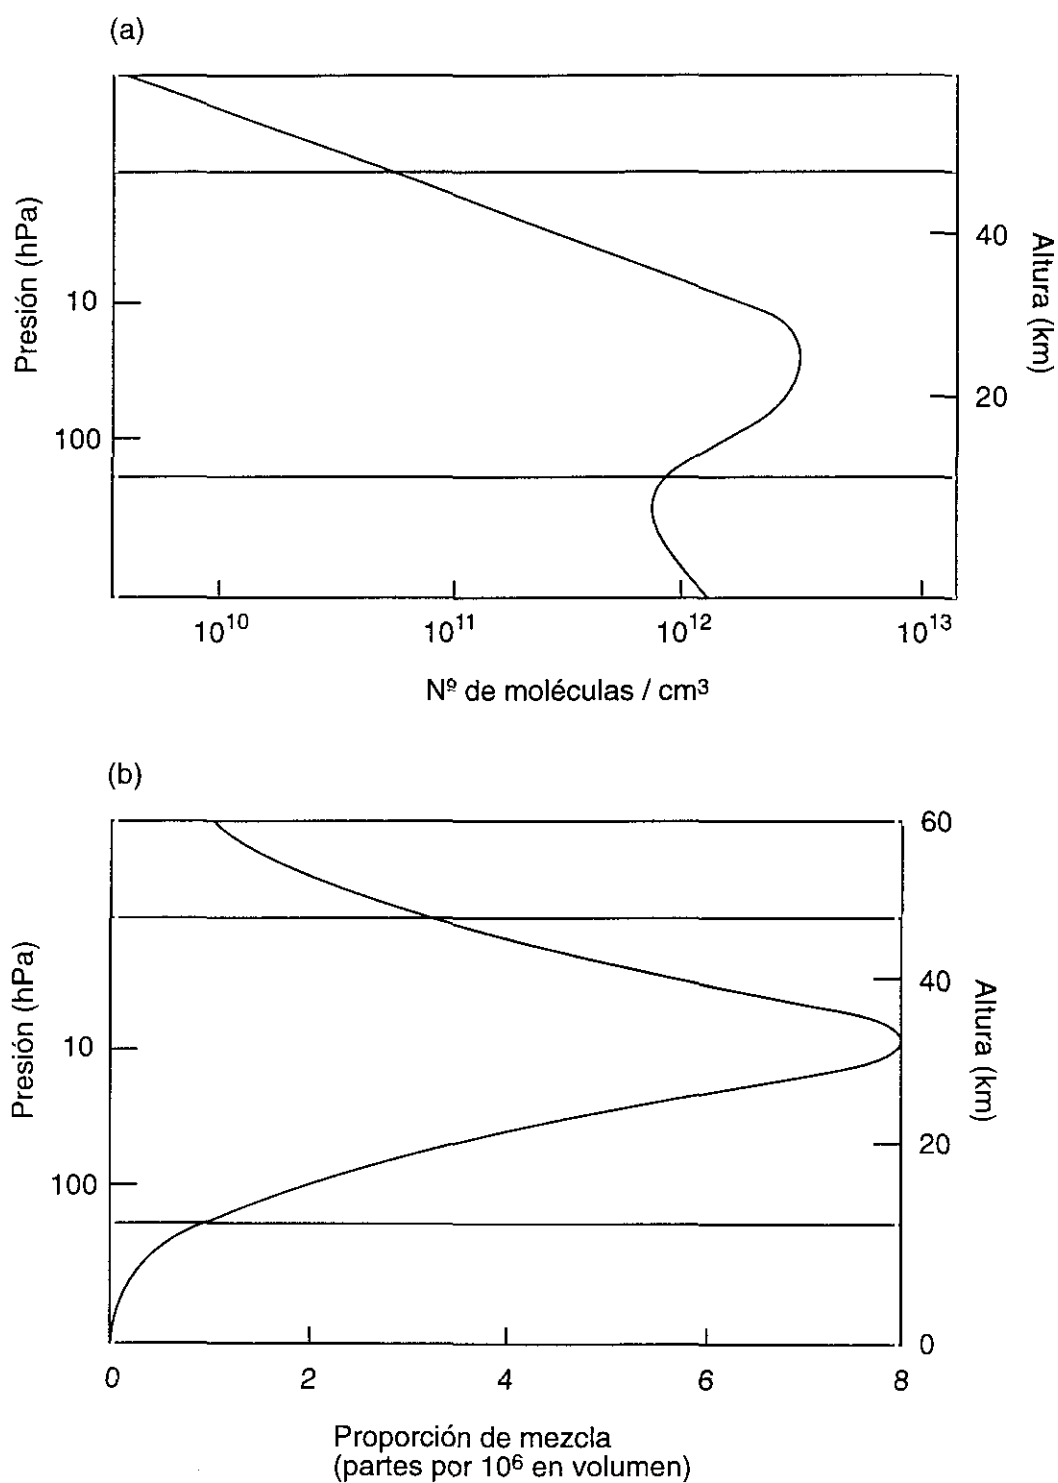 (a)
Presión (hPa)
10
100
40
20
Altura (km)
10¹⁰
10¹¹
10¹²
10¹³
Nº de moléculas / cm³
(b)
Presión (hPa)
10
100
60
40
20
0
Altura (km)
0
2
4
6
8
Proporción de mezcla
(partes por 10⁶ en volumen)